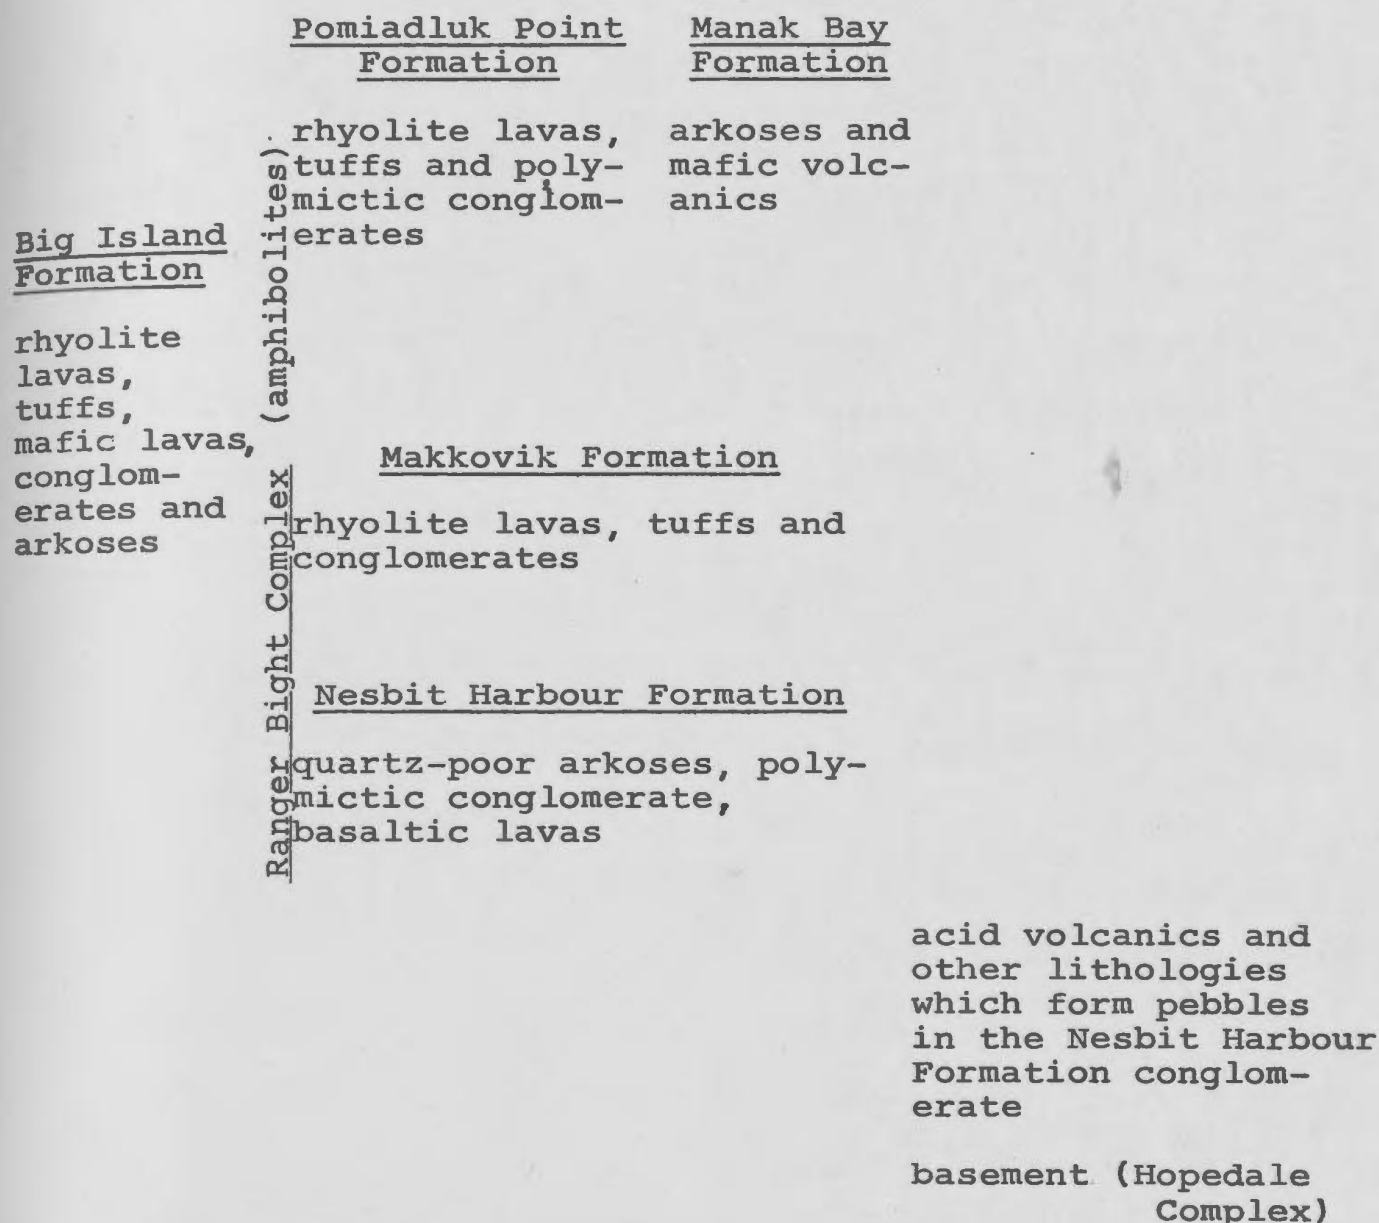 Pomiadluk Point
Formation
rhyolite lavas,
tuffs and poly-
mictic conglom-
erates
Manak Bay
Formation
arkoses and
mafic volc-
anics
Big Island
Formation
rhyolite
lavas,
tuffs,
mafic lavas,
conglom-
erates and
arkoses
Ranger Bight Complex (amphibolites)
Makkovik Formation
rhyolite lavas, tuffs and
conglomerates
Nesbit Harbour Formation
quartz-poor arkoses, poly-
mictic conglomerate,
basaltic lavas
acid volcanics and
other lithologies
which form pebbles
in the Nesbit Harbour
Formation conglom-
erate
basement (Hopedale
Complex)